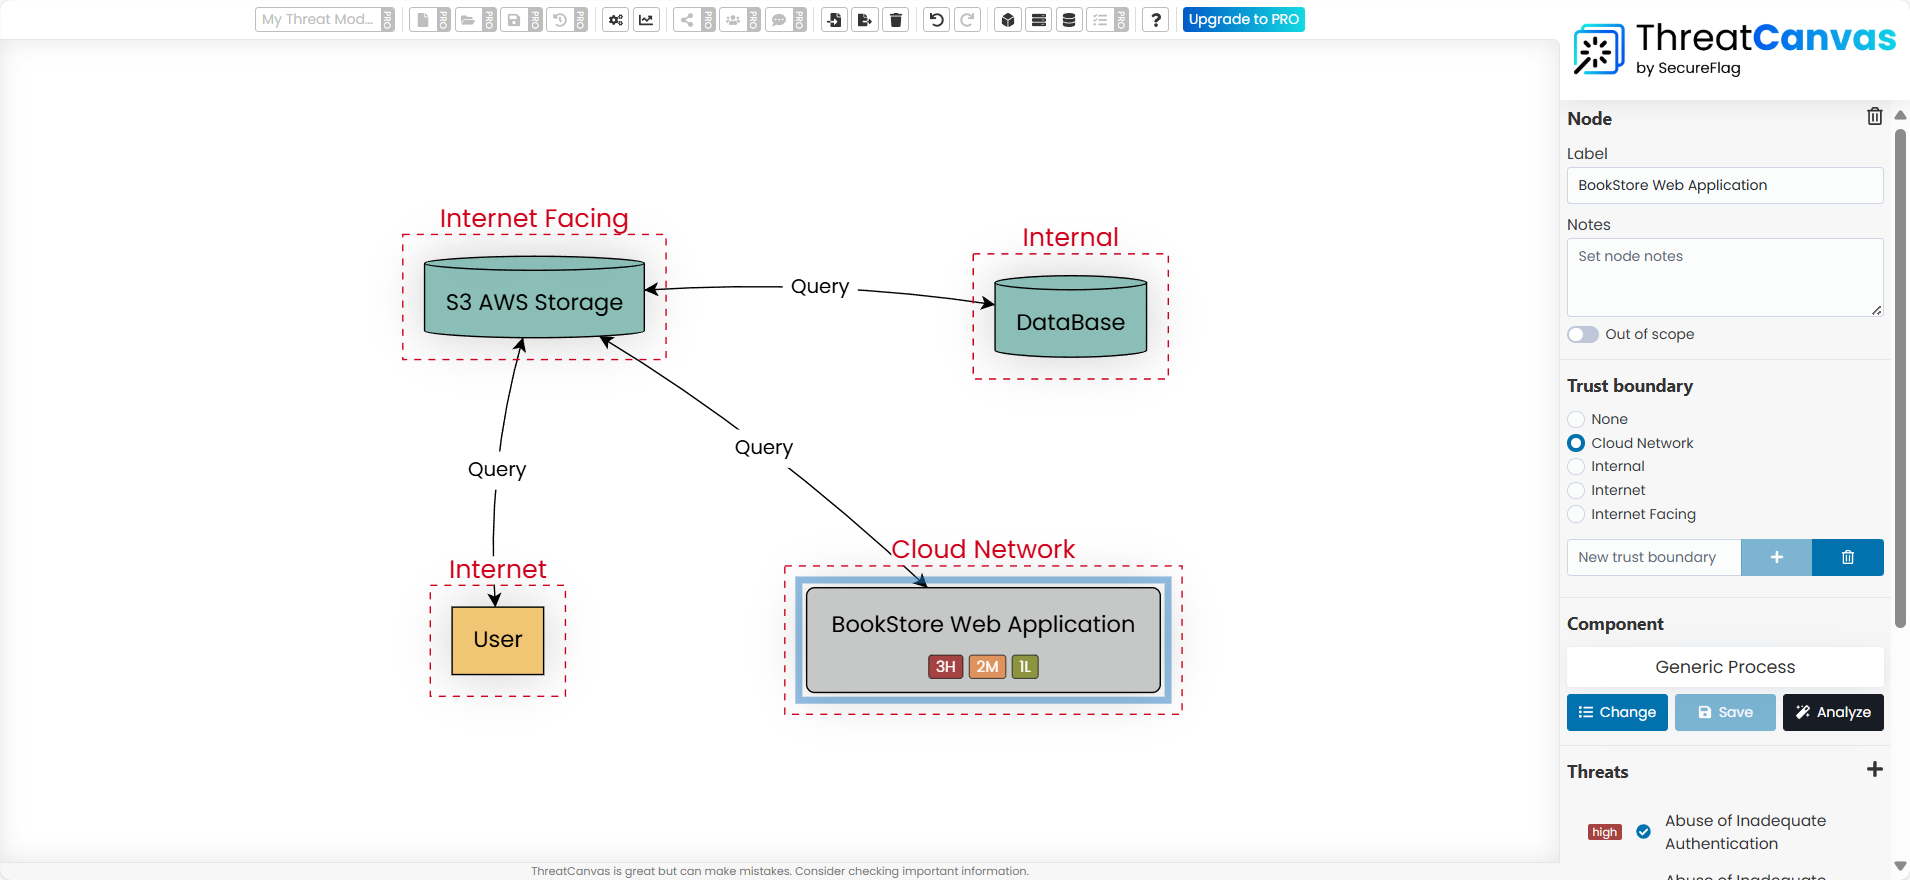 My Threat Mod... PRO
PRO PRO PRO PRO
PRO PRO PRO
PRO
?
Upgrade to PRO
ThreatCanvas
by SecureFlag
Internet Facing
S3 AWS Storage
Query
Internal
DataBase
Query
Query
Internet
User
Cloud Network
BookStore Web Application
3H 2M 1L
ThreatCanvas is great but can make mistakes. Consider checking important information.
Node
Label
BookStore Web Application
Notes
Set node notes
Out of scope
Trust boundary
None
Cloud Network
Internal
Internet
Internet Facing
New trust boundary +
Component
Generic Process
Change Save Analyze
Threats +
high Abuse of Inadequate
Authentication
Abuse of Inadequate